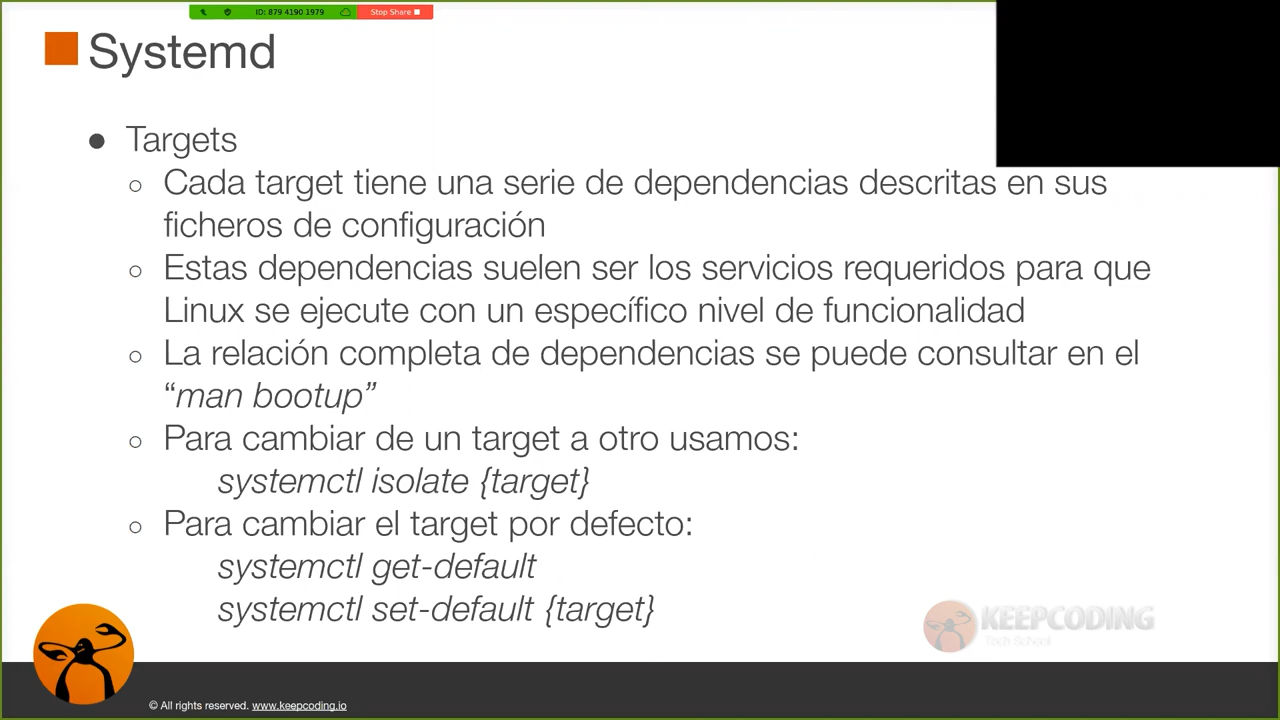 ID: 879 4190 1979 Stop Share
Systemd
● Targets
○ Cada target tiene una serie de dependencias descritas en sus
ficheros de configuración
○ Estas dependencias suelen ser los servicios requeridos para que
Linux se ejecute con un específico nivel de funcionalidad
○ La relación completa de dependencias se puede consultar en el
“man bootup”
○ Para cambiar de un target a otro usamos:
systemctl isolate {target}
○ Para cambiar el target por defecto:
systemctl get-default
systemctl set-default {target}
KEEPCODING
Tech School
© All rights reserved. www.keepcoding.io